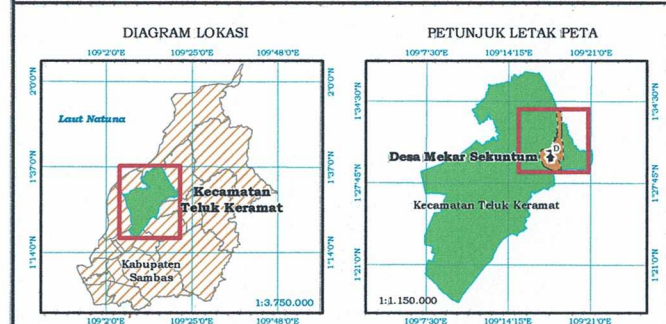 DIAGRAM LOKASI
109°2'0"E 109°25'0"E 109°48'0"E
2°0'0"N
2°0'0"N
Laut Natuna
1°37'0"N
1°37'0"N
Kecamatan
Teluk Keramat
1°14'0"N
1°14'0"N
Kabupaten
Sambas
1:3.750.000
109°2'0"E 109°25'0"E 109°48'0"E
PETUNJUK LETAK PETA
109°7'30"E 109°14'15"E 109°21'0"E
1°34'30"N
1°34'30"N
D
Desa Mekar Sekuntum
1°27'45"N
1°27'45"N
Kecamatan Teluk Keramat
1°21'0"N
1°21'0"N
1:1.150.000
109°7'30"E 109°14'15"E 109°21'0"E